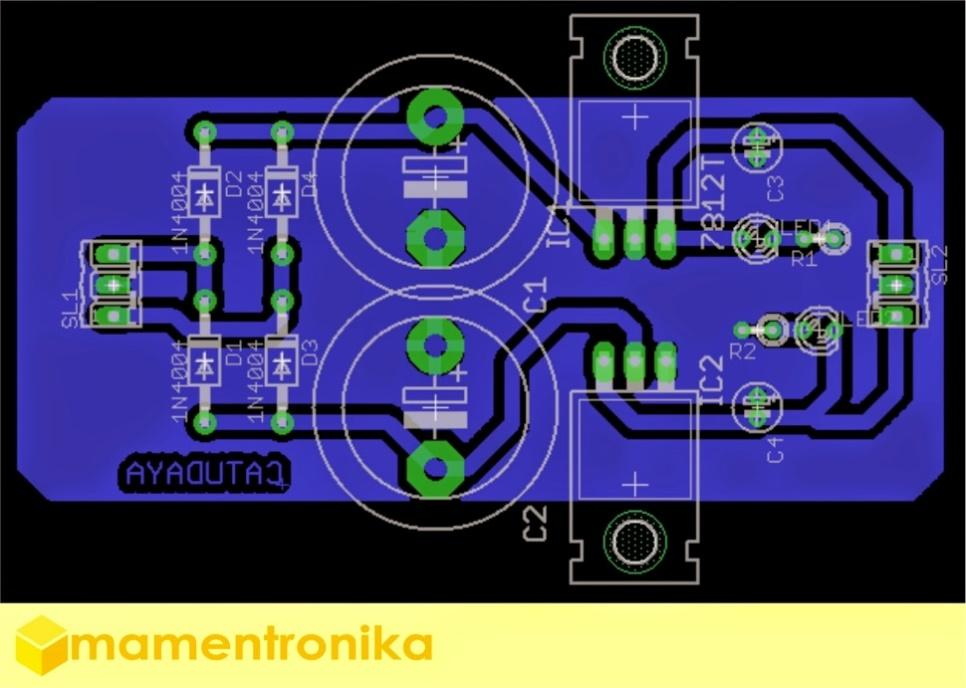 D2
D4
1N4004
1N4004
IC1
7812T
C3
LED1
R1
SL1
SL2
C1
D1
D3
1N4004
1N4004
R2
LED2
IC2
C4
CATUDAYA
C2
mamentronika